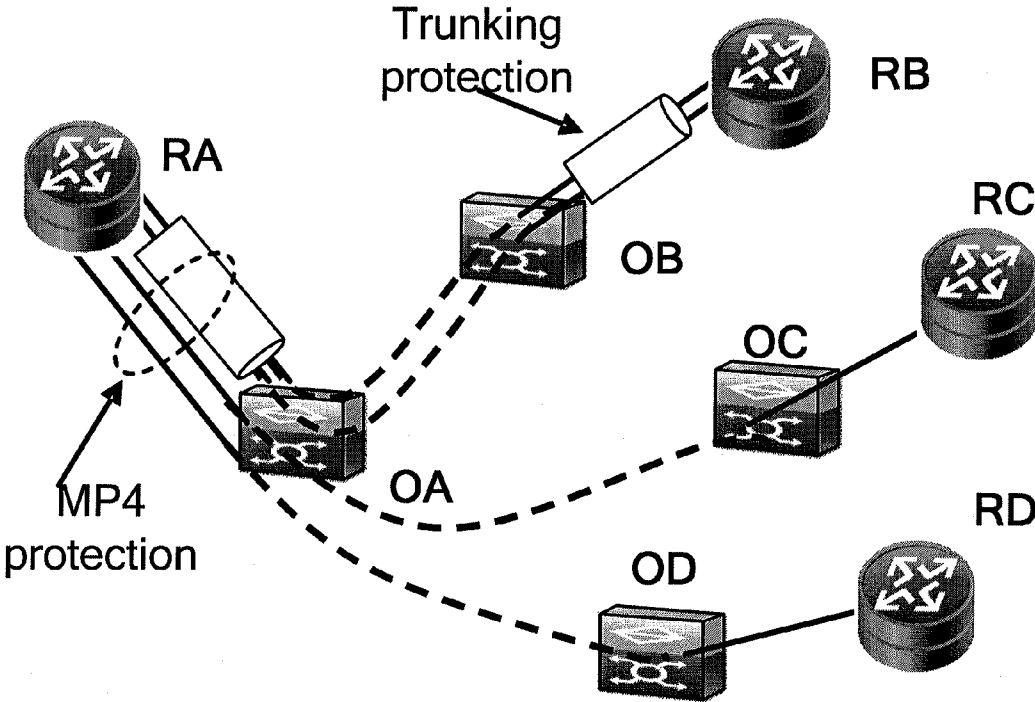 Trunking
protection
RB
RA
RC
OB
OC
OA
MP4
protection
RD
OD